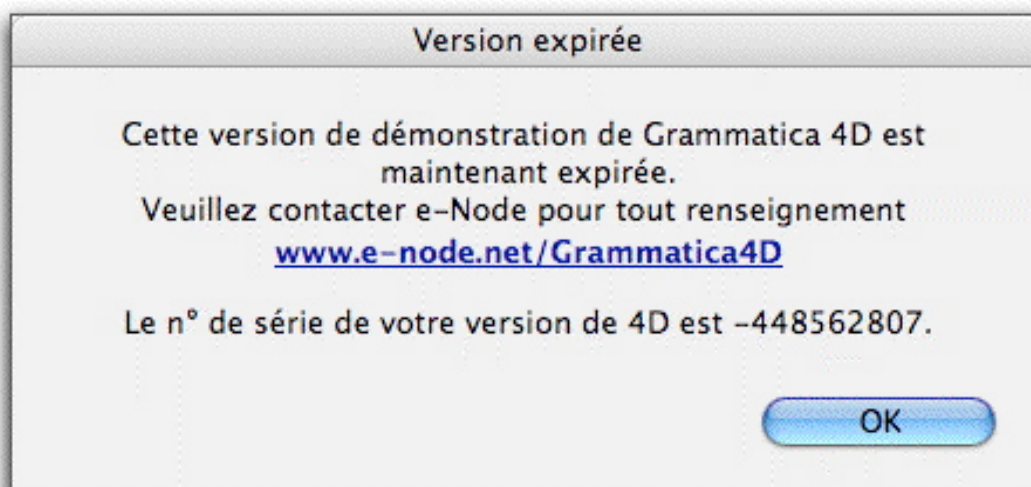 Version expirée
Cette version de démonstration de Grammatica 4D est
maintenant expirée.
Veuillez contacter e-Node pour tout renseignement
www.e-node.net/Grammatica4D
Le n° de série de votre version de 4D est -448562807.
OK